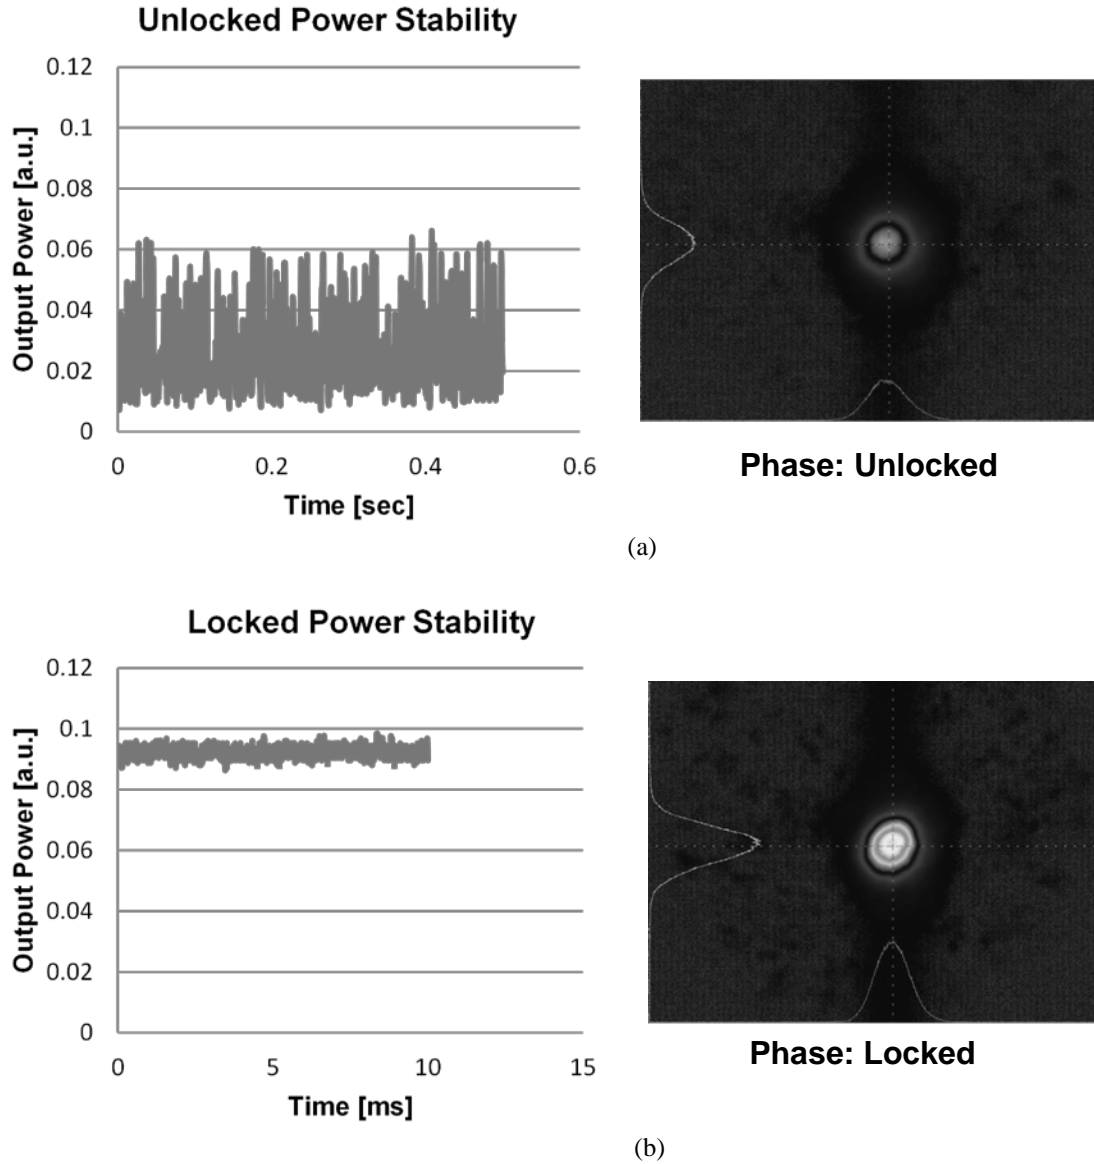 Unlocked Power Stability
0.12
0.1
0.08
0.06
0.04
0.02
0
Output Power [a.u.]
0
0.2
0.4
0.6
Time [sec]
Phase: Unlocked
(a)
Locked Power Stability
0.12
0.1
0.08
0.06
0.04
0.02
0
Output Power [a.u.]
0
5
10
15
Time [ms]
Phase: Locked
(b)